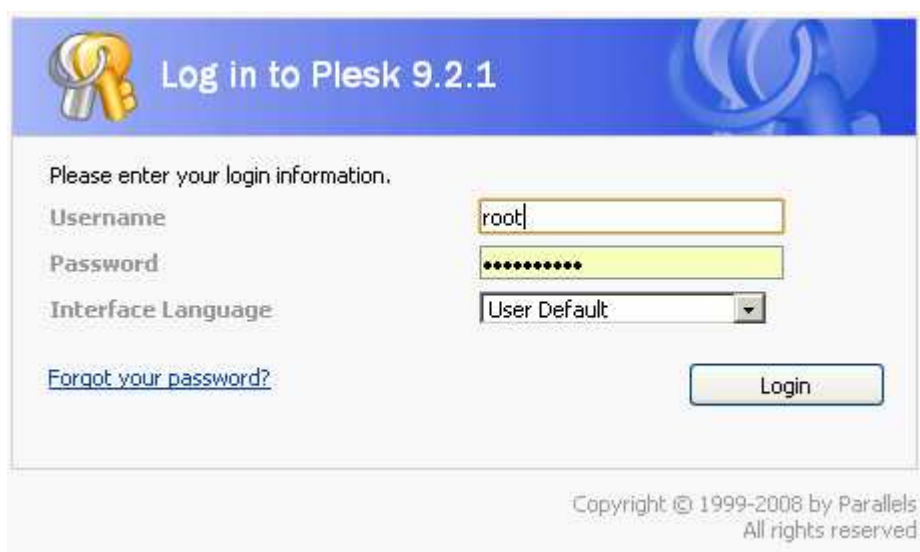 Log in to Plesk 9.2.1
Please enter your login information.
Username root
Password ••••••••••
Interface Language User Default
Forgot your password? Login
Copyright © 1999-2008 by Parallels
All rights reserved